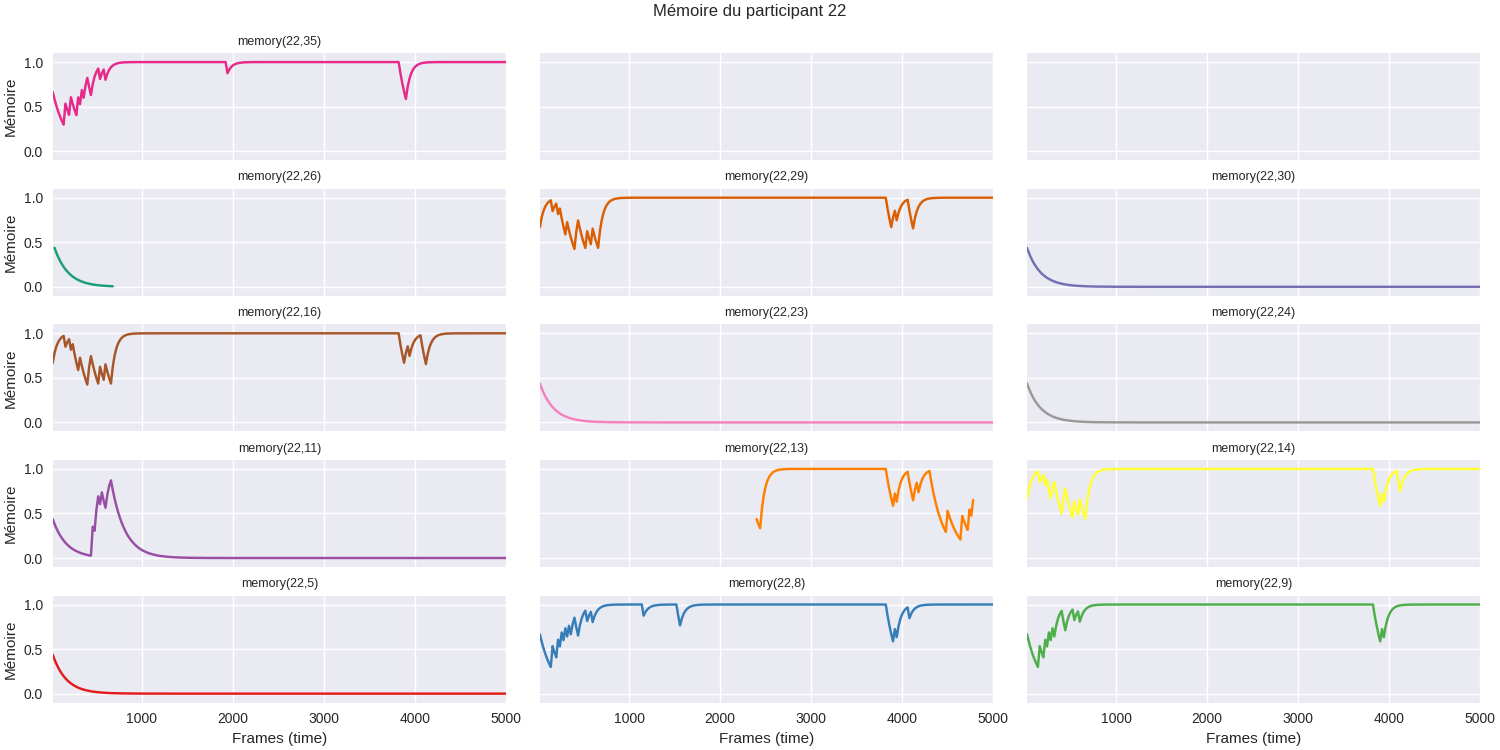 Mémoire du participant 22
memory(22,35)
Mémoire
1.0
0.5
0.0
memory(22,26)
memory(22,29)
memory(22,30)
Mémoire
1.0
0.5
0.0
memory(22,16)
memory(22,23)
memory(22,24)
Mémoire
1.0
0.5
0.0
memory(22,11)
memory(22,13)
memory(22,14)
Mémoire
1.0
0.5
0.0
memory(22,5)
memory(22,8)
memory(22,9)
Mémoire
1.0
0.5
0.0
1000 2000 3000 4000 5000
1000 2000 3000 4000 5000
1000 2000 3000 4000 5000
Frames (time)
Frames (time)
Frames (time)